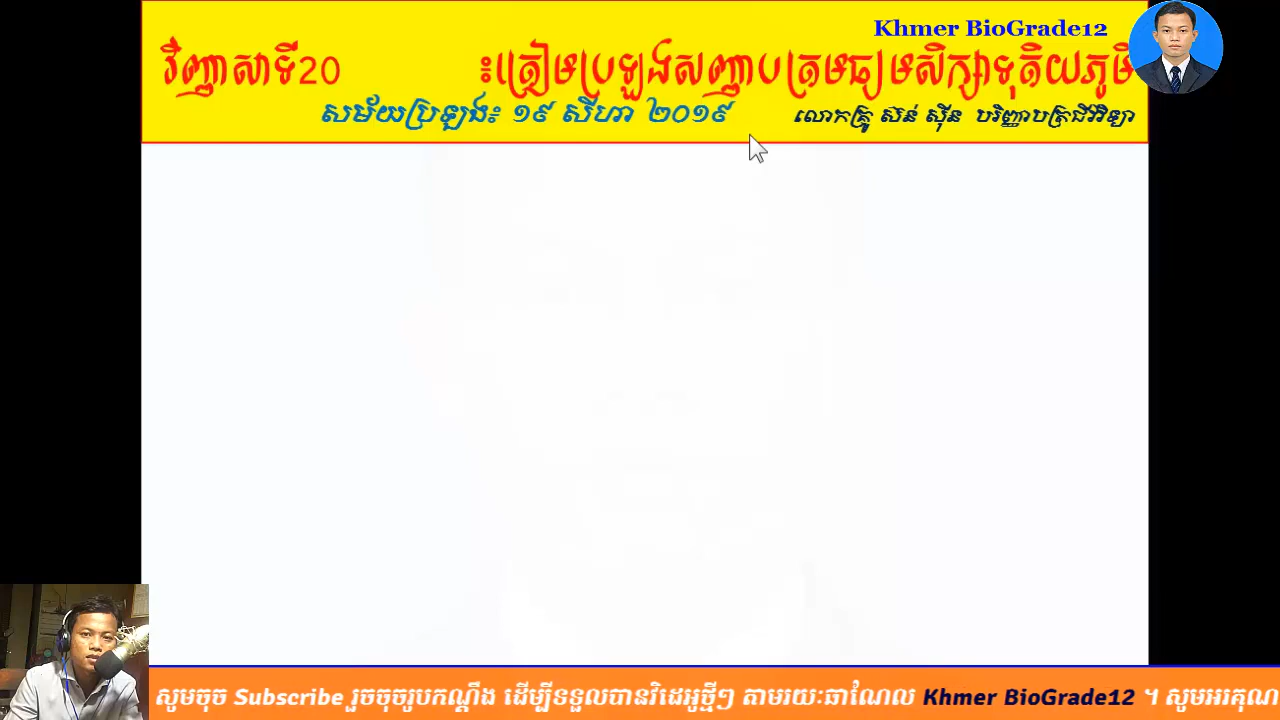 Khmer BioGrade12
វិញ្ញាសាទី20 ៖ត្រៀមប្រឡងសញ្ញាបត្រមធ្យមសិក្សាទុតិយភូមិ
សម័យប្រឡង៖ ១៩ សីហា ២០១៩ លោកគ្រូ ស៊ន់ ស៊ីន បរិញ្ញាបត្រជីវវិទ្យា
សូមចុច Subscribe រួចចុចរូបកណ្ដឹង ដើម្បីទទួលបានវិដេអូថ្មីៗ តាមរយៈឆាណែល Khmer BioGrade12 ។ សូមអរគុណ